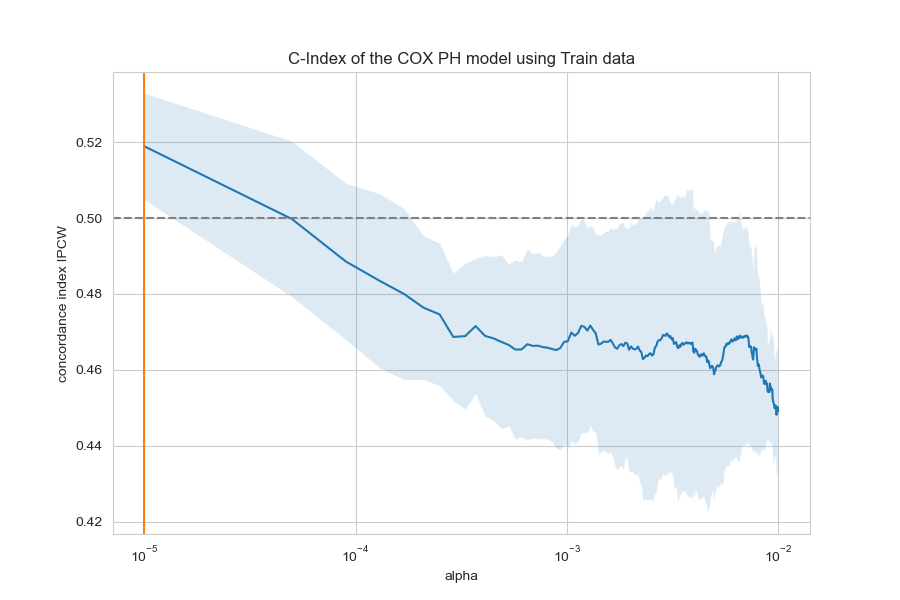 C-Index of the COX PH model using Train data
concordance index IPCW
0.52
0.50
0.48
0.46
0.44
0.42
10⁻⁵ 10⁻⁴ 10⁻³ 10⁻²
alpha